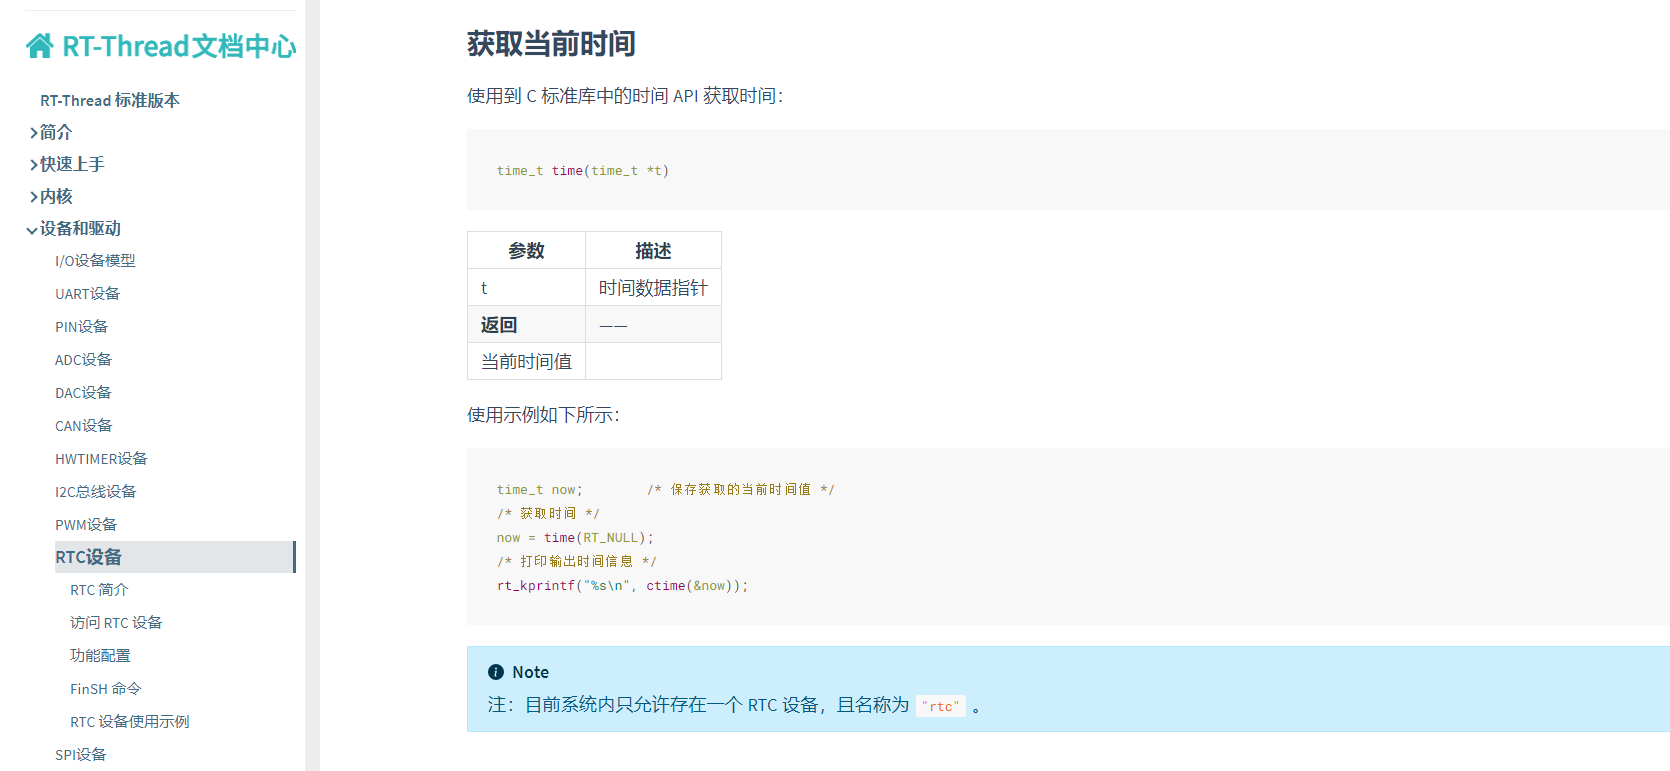 RT-Thread文档中心
RT-Thread 标准版本
简介
快速上手
内核
设备和驱动
I/O设备模型
UART设备
PIN设备
ADC设备
DAC设备
CAN设备
HWTIMER设备
I2C总线设备
PWM设备
RTC设备
RTC 简介
访问 RTC 设备
功能配置
FinSH 命令
RTC 设备使用示例
SPI设备
获取当前时间
使用到 C 标准库中的时间 API 获取时间：
time_t time(time_t *t)
参数 描述
t 时间数据指针
返回 ——
当前时间值
使用示例如下所示：
time_t now;        /* 保存获取的当前时间值 */
/* 获取时间 */
now = time(RT_NULL);
/* 打印输出时间信息 */
rt_kprintf("%s\n", ctime(&now));
Note
注：目前系统内只允许存在一个 RTC 设备，且名称为 "rtc" 。